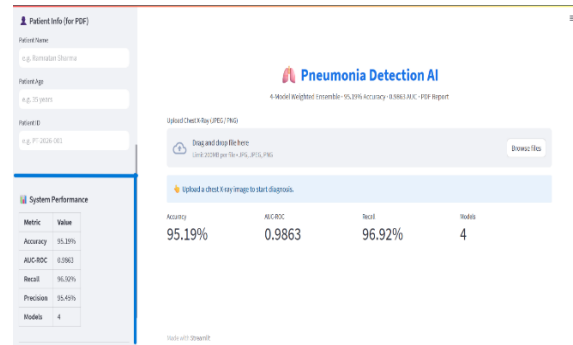 Patient Info (for PDF)
Patient Name
e.g. Ramadan Sharma
Patient Age
e.g. 35 years
Patient ID
e.g. PT-2026-001
System Performance
Metric Value
Accuracy 95.19%
AUC-ROC 0.9863
Recall 96.92%
Precision 95.45%
Models 4
Pneumonia Detection AI
4-Model Weighted Ensemble · 95.19% Accuracy · 0.9863 AUC · PDF Report
Upload Chest X-Ray (JPEG / PNG)
Drag and drop file here
Limit 200MB per file • JPG, JPEG, PNG
Browse files
Upload a chest X-ray image to start diagnosis.
Accuracy AUC-ROC Recall Models
95.19% 0.9863 96.92% 4
Made with Streamlit